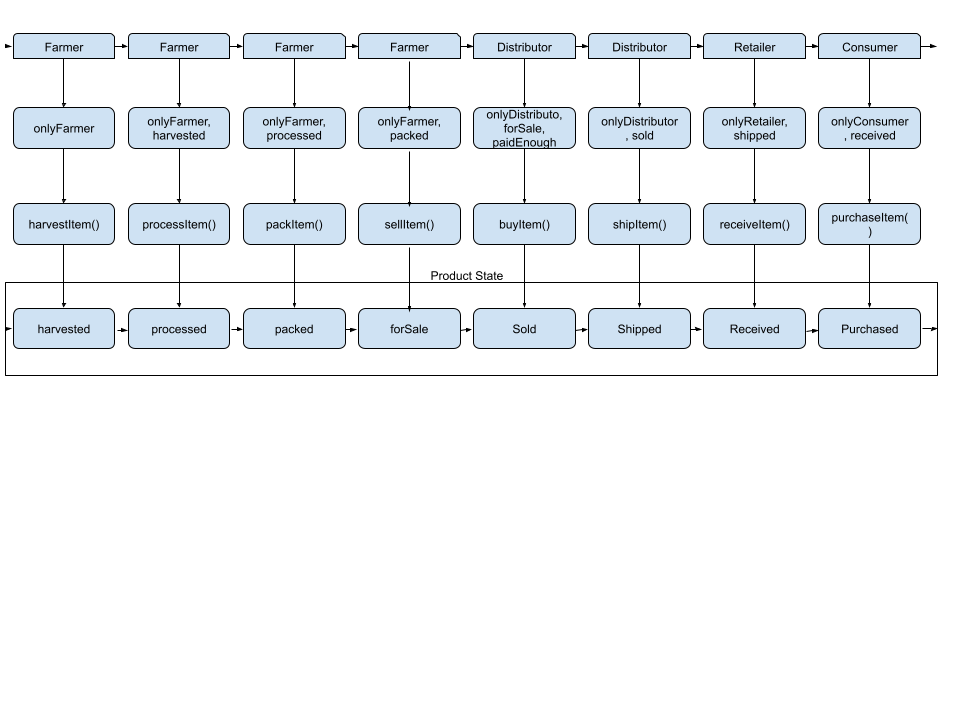 Farmer
Farmer
Farmer
Farmer
Distributor
Distributor
Retailer
Consumer
onlyFarmer
onlyFarmer,
harvested
onlyFarmer,
processed
onlyFarmer,
packed
onlyDistributo,
forSale,
paidEnough
onlyDistributor
, sold
onlyRetailer,
shipped
onlyConsumer
, received
harvestItem()
processItem()
packItem()
sellItem()
buyItem()
shipItem()
receiveItem()
purchaseItem(
)
Product State
harvested
processed
packed
forSale
Sold
Shipped
Received
Purchased